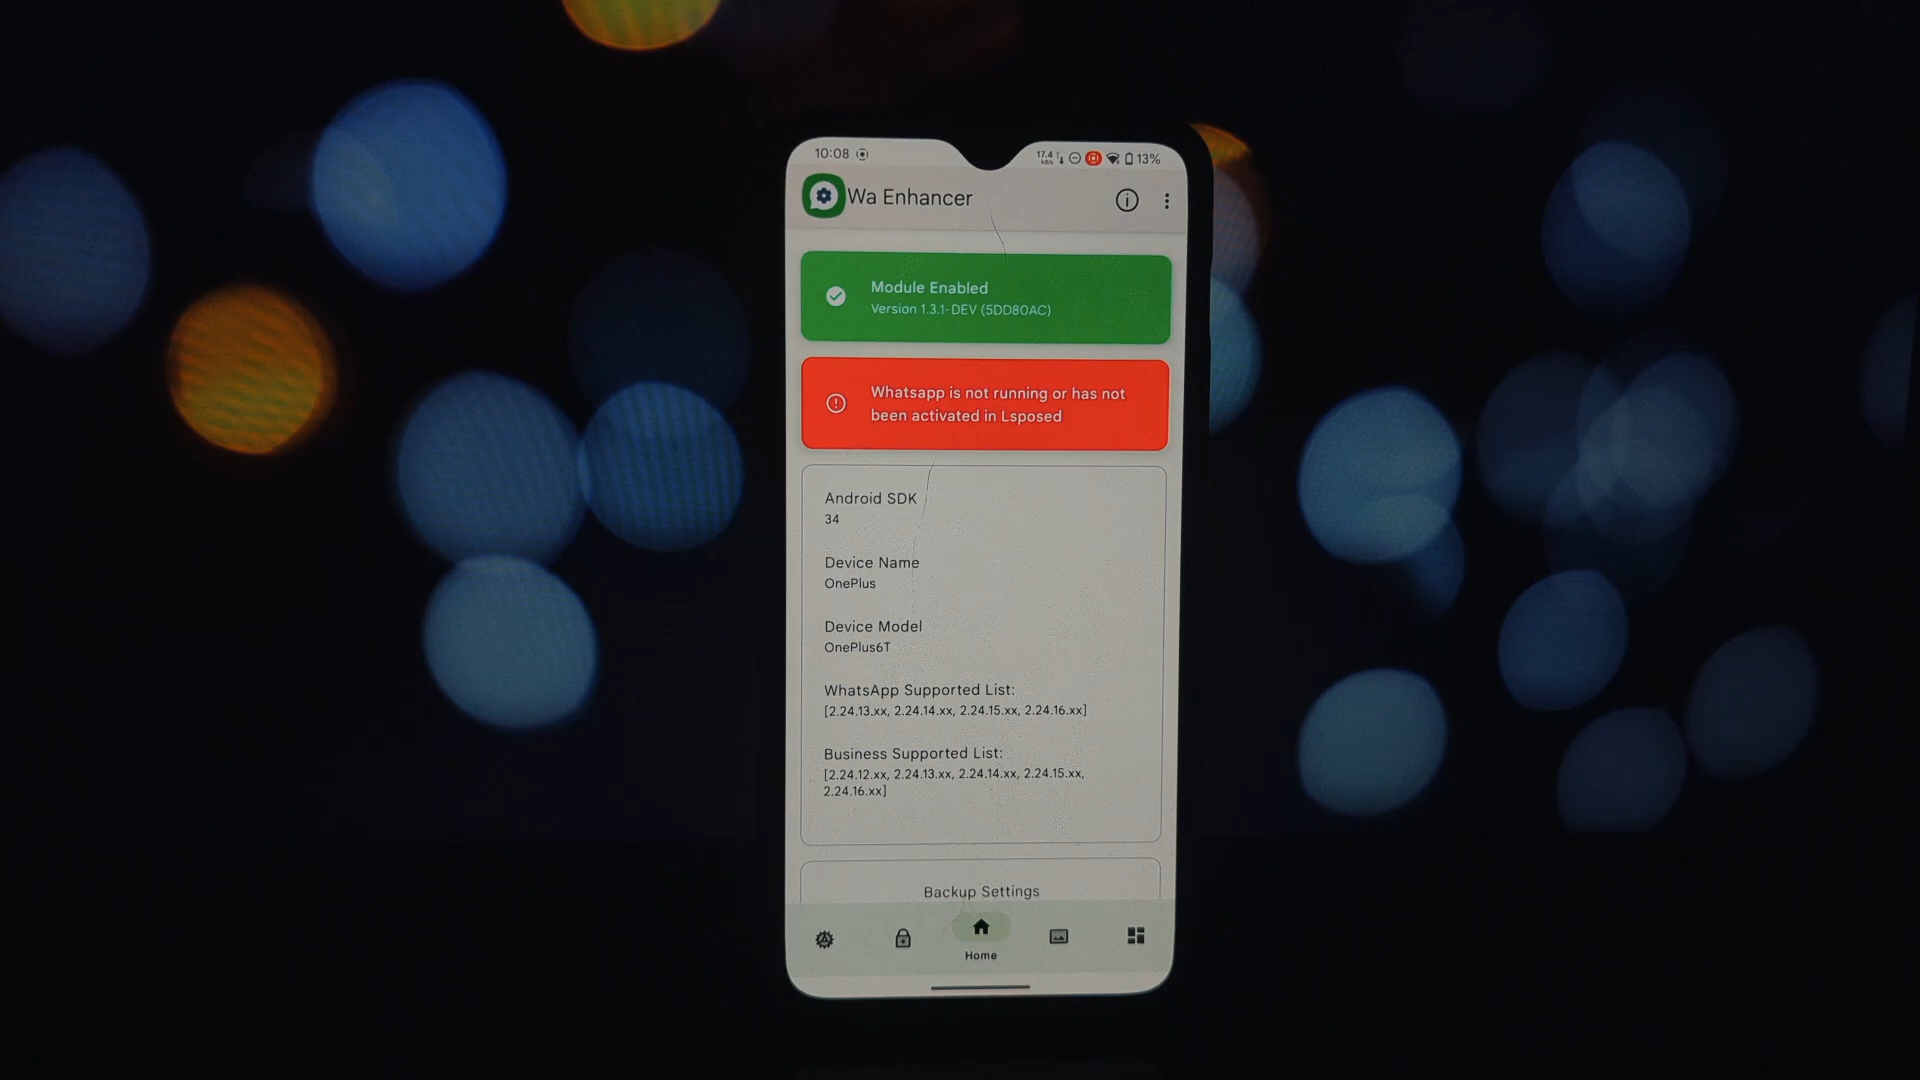 10:08
17.4 kB/s 13%
Wa Enhancer
Module Enabled
Version 1.3.1-DEV (5DD80AC)
Whatsapp is not running or has not
been activated in Lsposed
Android SDK
34
Device Name
OnePlus
Device Model
OnePlus6T
WhatsApp Supported List:
[2.24.13.xx, 2.24.14.xx, 2.24.15.xx, 2.24.16.xx]
Business Supported List:
[2.24.12.xx, 2.24.13.xx, 2.24.14.xx, 2.24.15.xx,
2.24.16.xx]
Backup Settings
Home